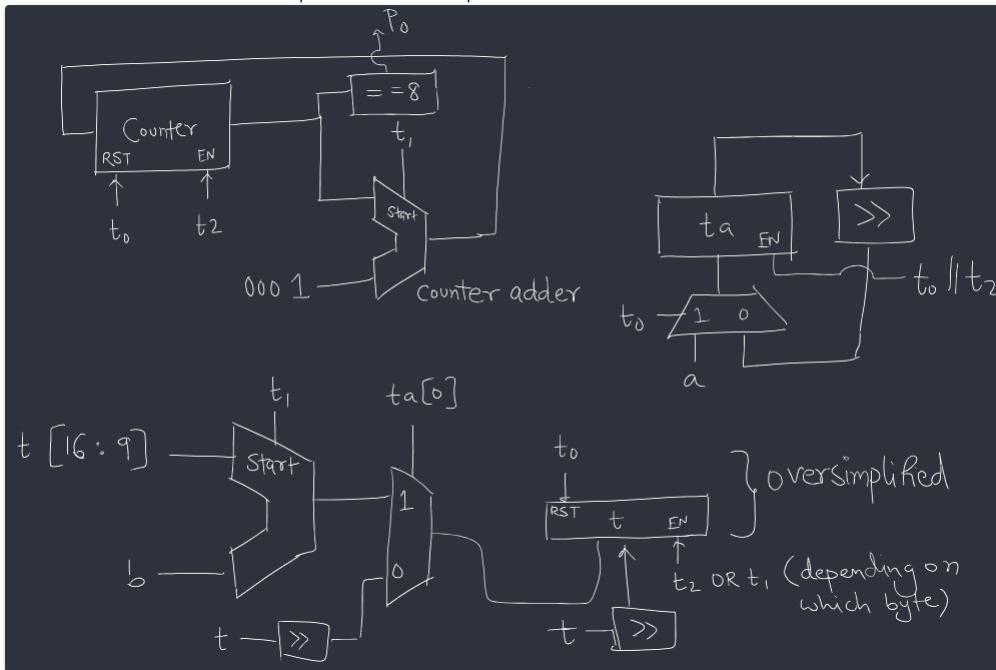 P0
= = 8
Counter
RST EN
t0 t2
t1
Start
0001
counter adder
ta
EN
>>
t0 || t2
t0
1 0
a
t1
ta[0]
t [16: 9]
Start
b
1
0
t
>>
t0
RST t EN
} oversimplified
t2 OR t1 (depending on
which byte)
t
>>